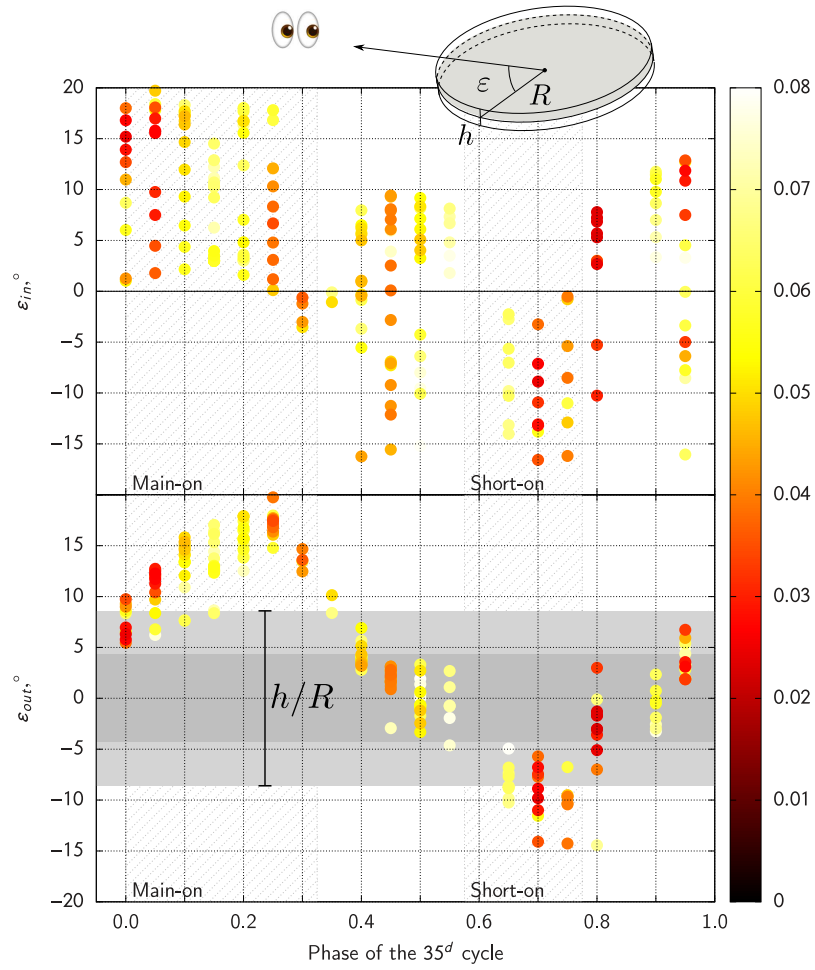 ε
R
h
20
15
10
5
0
−5
−10
−15
ε_in,°
Main-on
Short-on
15
10
5
0
−5
−10
−15
−20
ε_out,°
h/R
Main-on
Short-on
0.0
0.2
0.4
0.6
0.8
1.0
Phase of the 35^d cycle
0.08
0.07
0.06
0.05
0.04
0.03
0.02
0.01
0